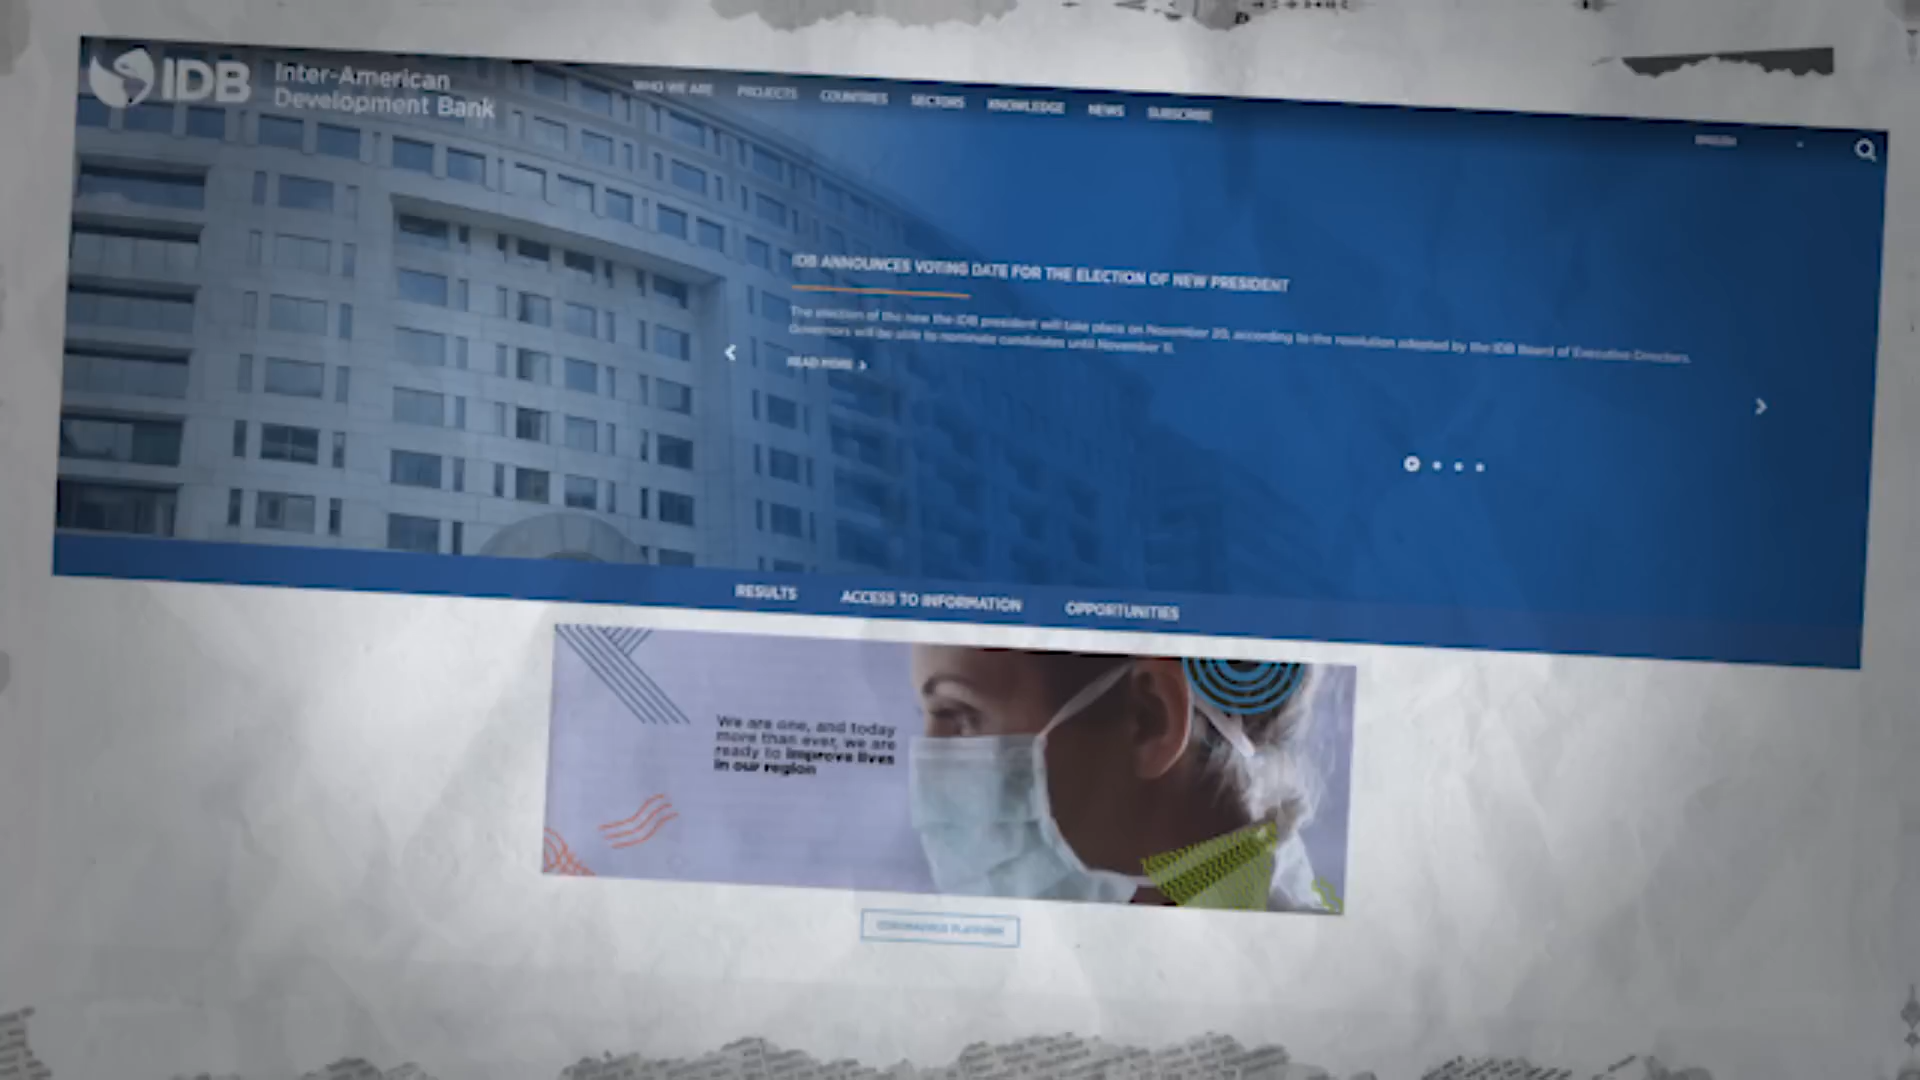 IDB
Inter-American
Development Bank
WHO WE ARE PROJECTS COUNTRIES SECTORS KNOWLEDGE NEWS SUBSCRIBE
ENGLISH
IDB ANNOUNCES VOTING DATE FOR THE ELECTION OF NEW PRESIDENT
The election of the new the IDB president will take place on November 20, according to the resolution adopted by the IDB Board of Executive Directors.
Governors will be able to nominate candidates until November 11.
READ MORE
RESULTS ACCESS TO INFORMATION OPPORTUNITIES
We are one, and today
more than ever, we are
ready to improve lives
in our region
CORONAVIRUS PLATFORM